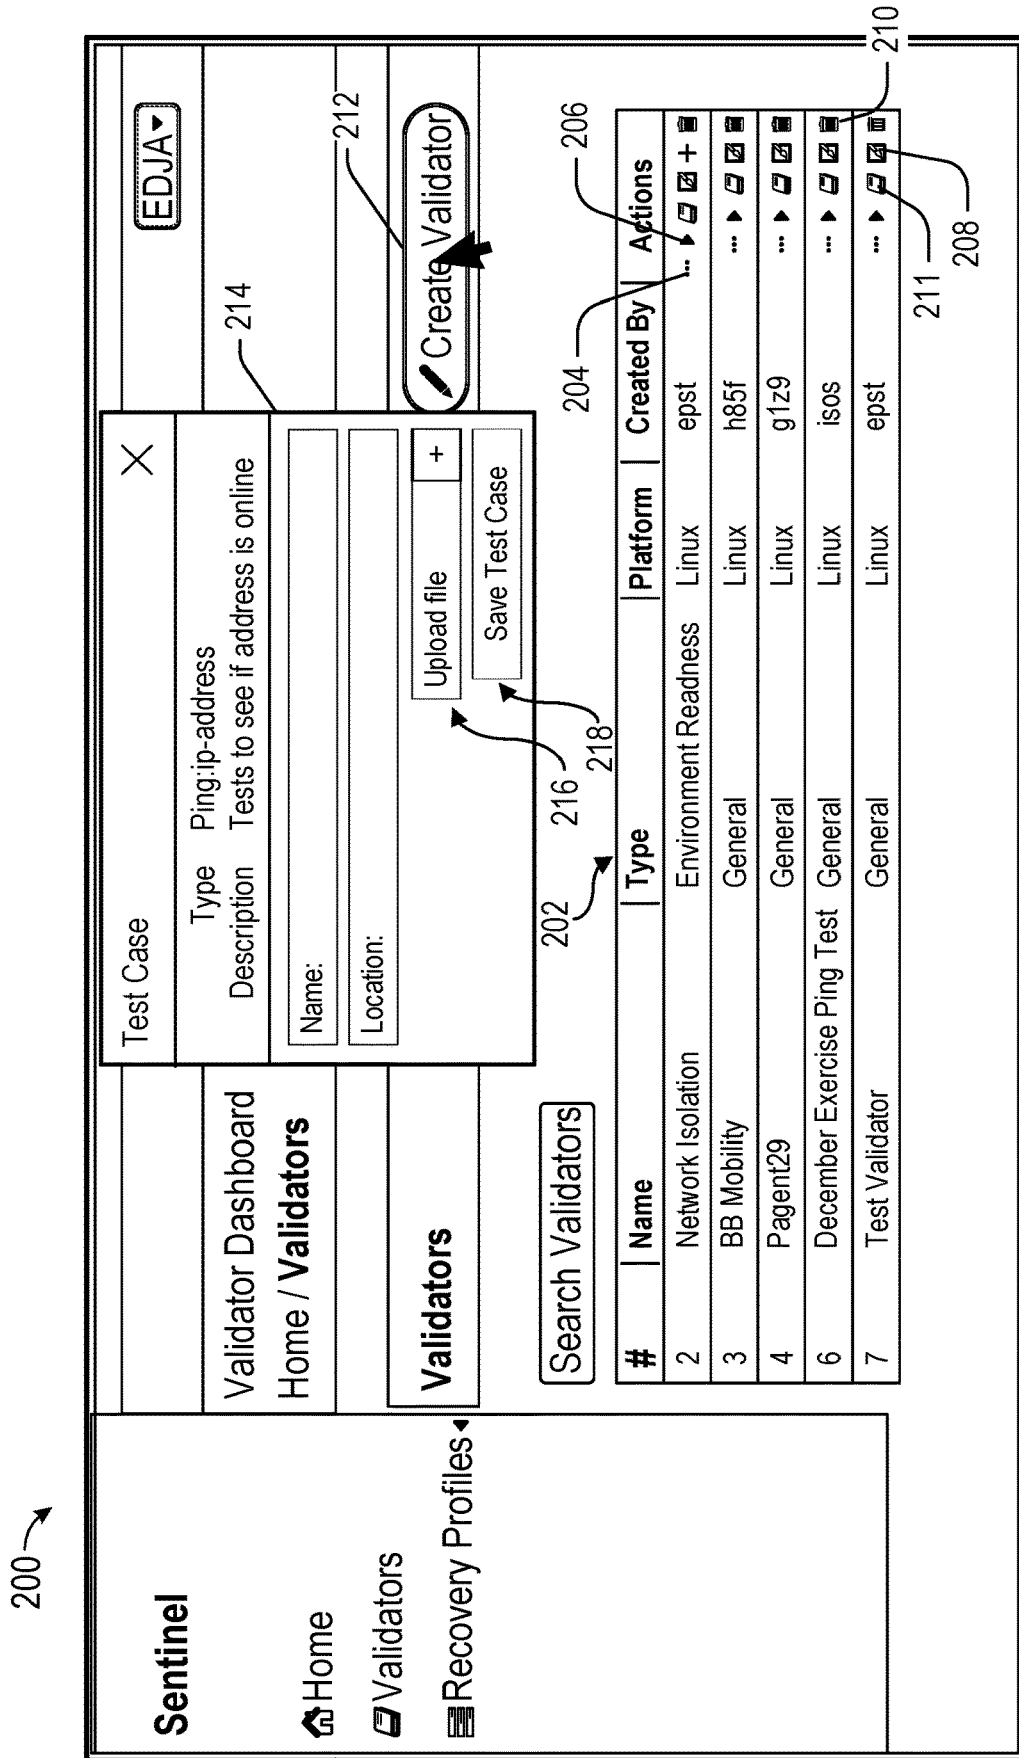 200
Sentinel
Home
Validators
Recovery Profiles
EDJA
Validator Dashboard
Home / Validators
Validators
Create Validator
212
Test Case
Type Ping:ip-address
Description Tests to see if address is online
Name:
Location:
Upload file +
Save Test Case
214
216
218
Search Validators
202
204
206
# | Name | Type | Platform | Created By | Actions
2 Network Isolation Environment Readness Linux epst ... +
3 BB Mobility General Linux h85f ...
4 Pagent29 General Linux g1z9 ...
6 December Exercise Ping Test General Linux isos ...
7 Test Validator General Linux epst ...
211
208
210